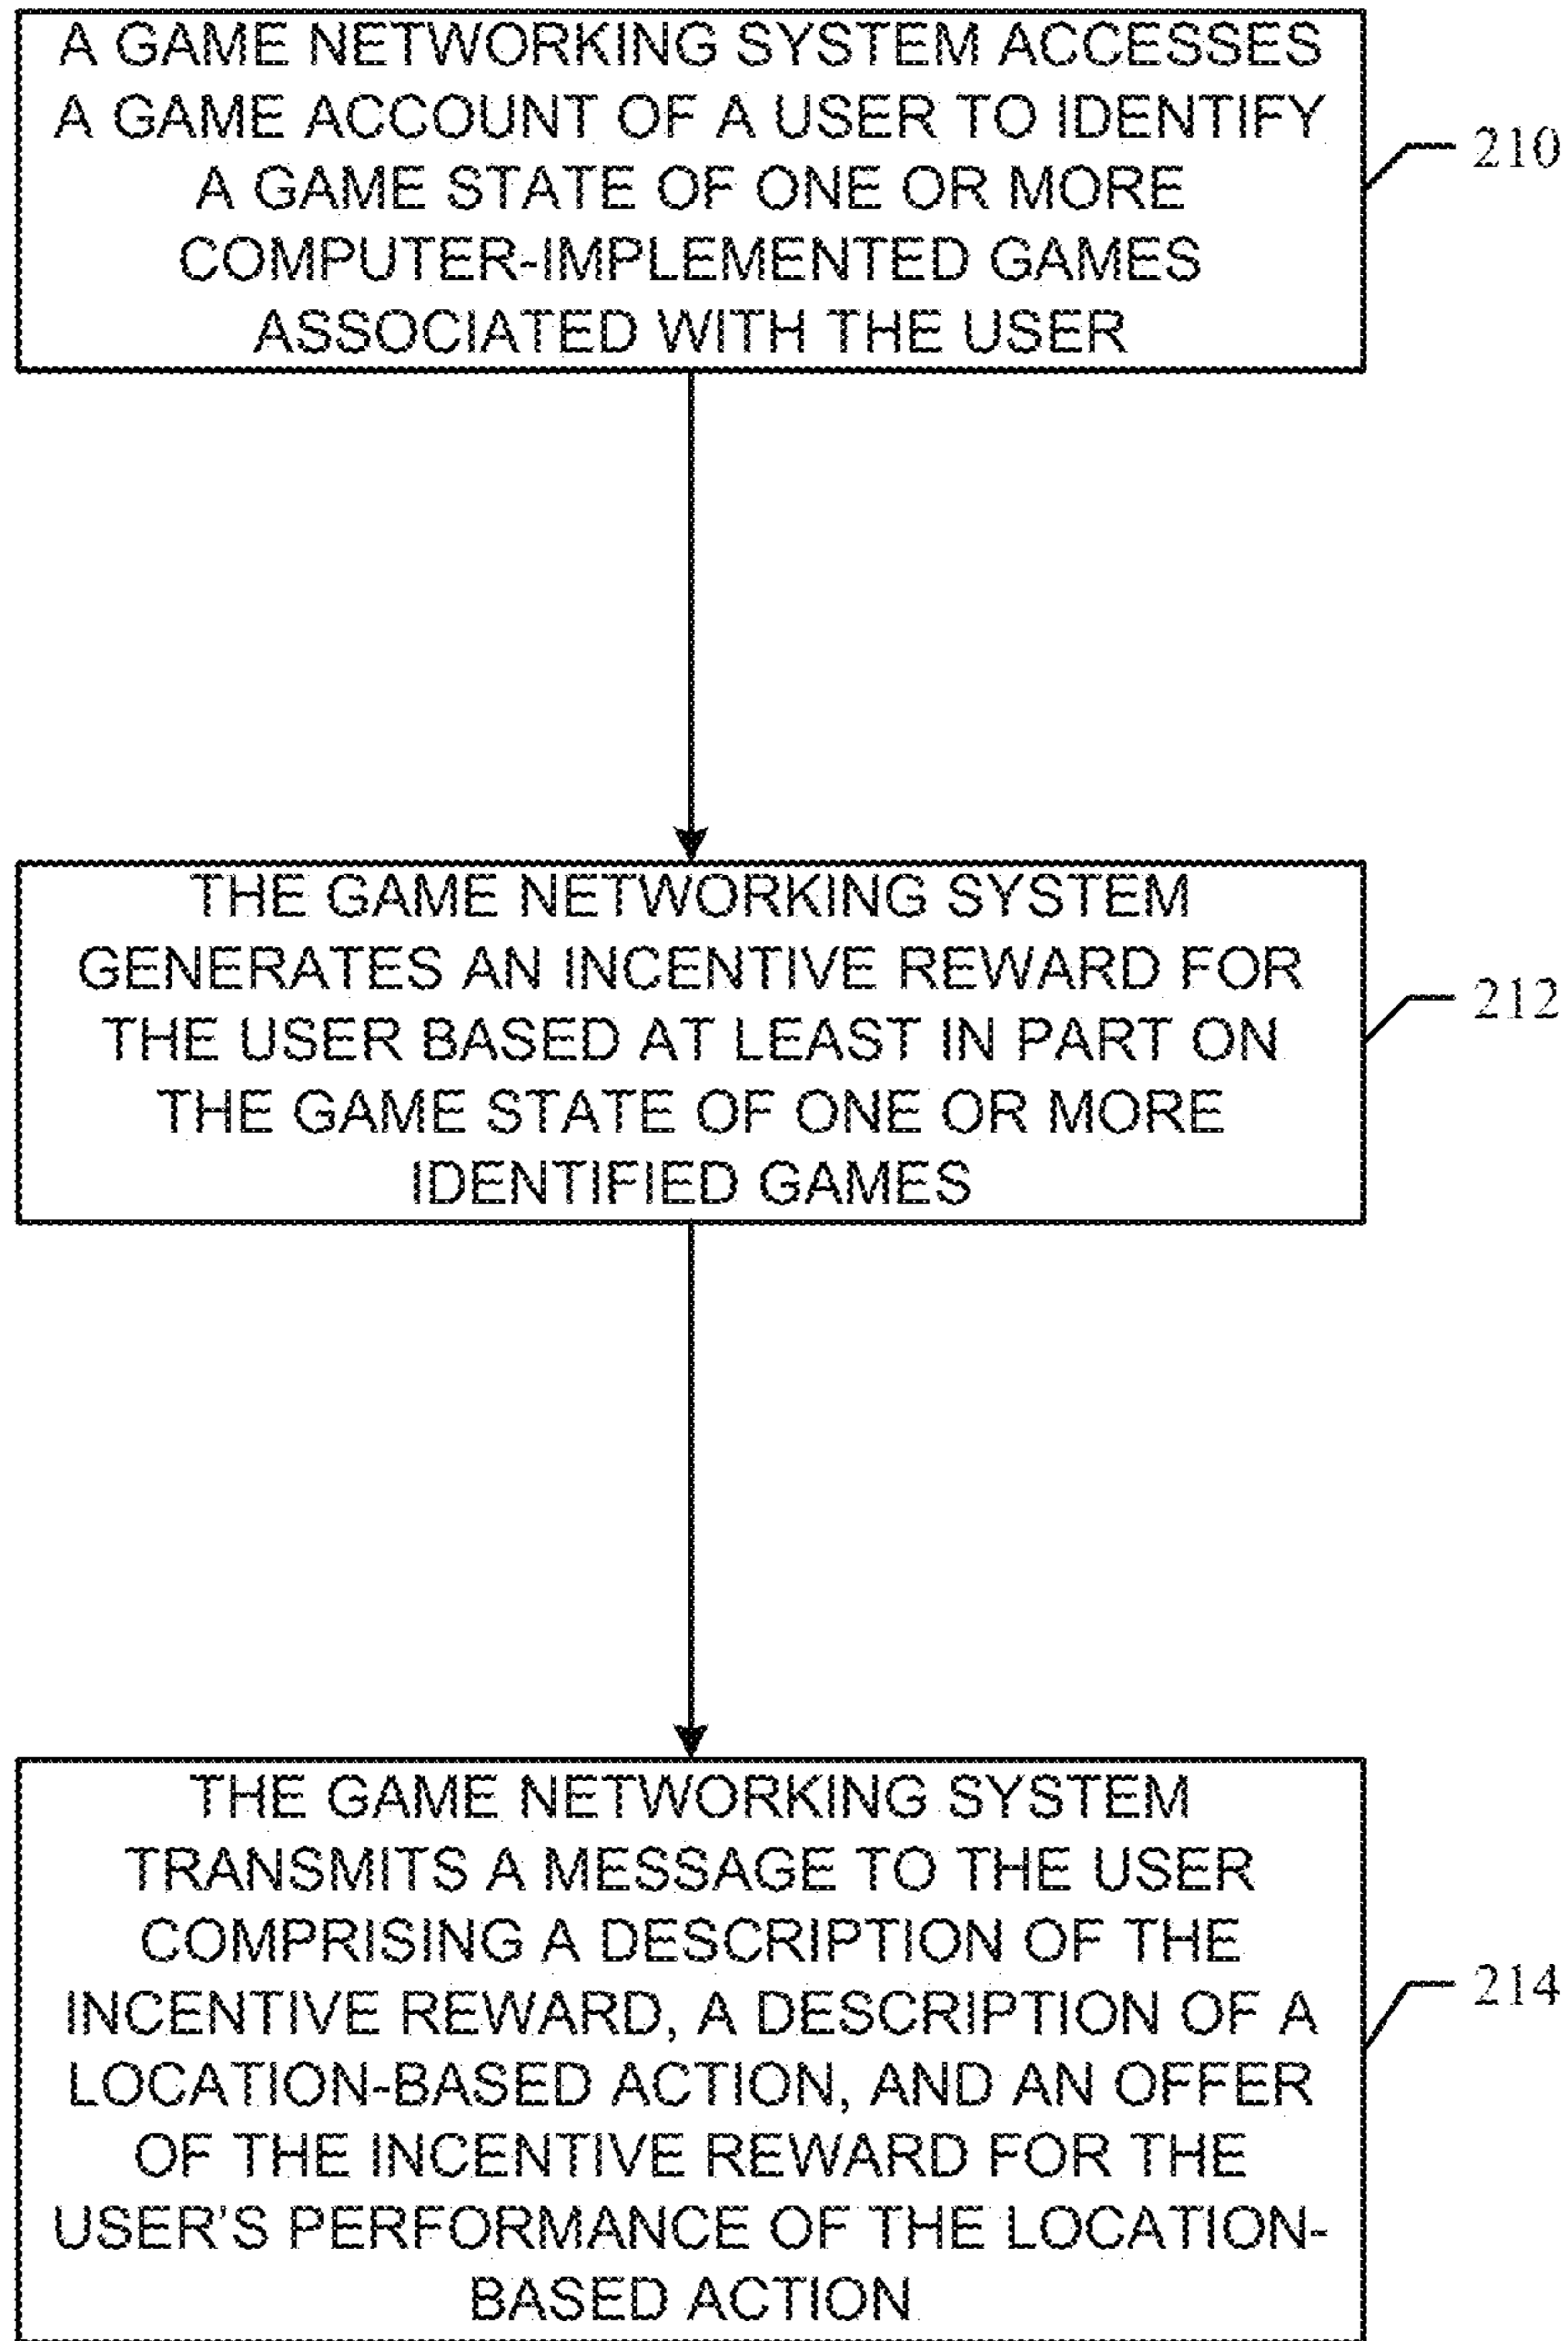 A GAME NETWORKING SYSTEM ACCESSES
A GAME ACCOUNT OF A USER TO IDENTIFY
A GAME STATE OF ONE OR MORE
COMPUTER-IMPLEMENTED GAMES
ASSOCIATED WITH THE USER
210
THE GAME NETWORKING SYSTEM
GENERATES AN INCENTIVE REWARD FOR
THE USER BASED AT LEAST IN PART ON
THE GAME STATE OF ONE OR MORE
IDENTIFIED GAMES
212
THE GAME NETWORKING SYSTEM
TRANSMITS A MESSAGE TO THE USER
COMPRISING A DESCRIPTION OF THE
INCENTIVE REWARD, A DESCRIPTION OF A
LOCATION-BASED ACTION, AND AN OFFER
OF THE INCENTIVE REWARD FOR THE
USER'S PERFORMANCE OF THE LOCATION-
BASED ACTION
214